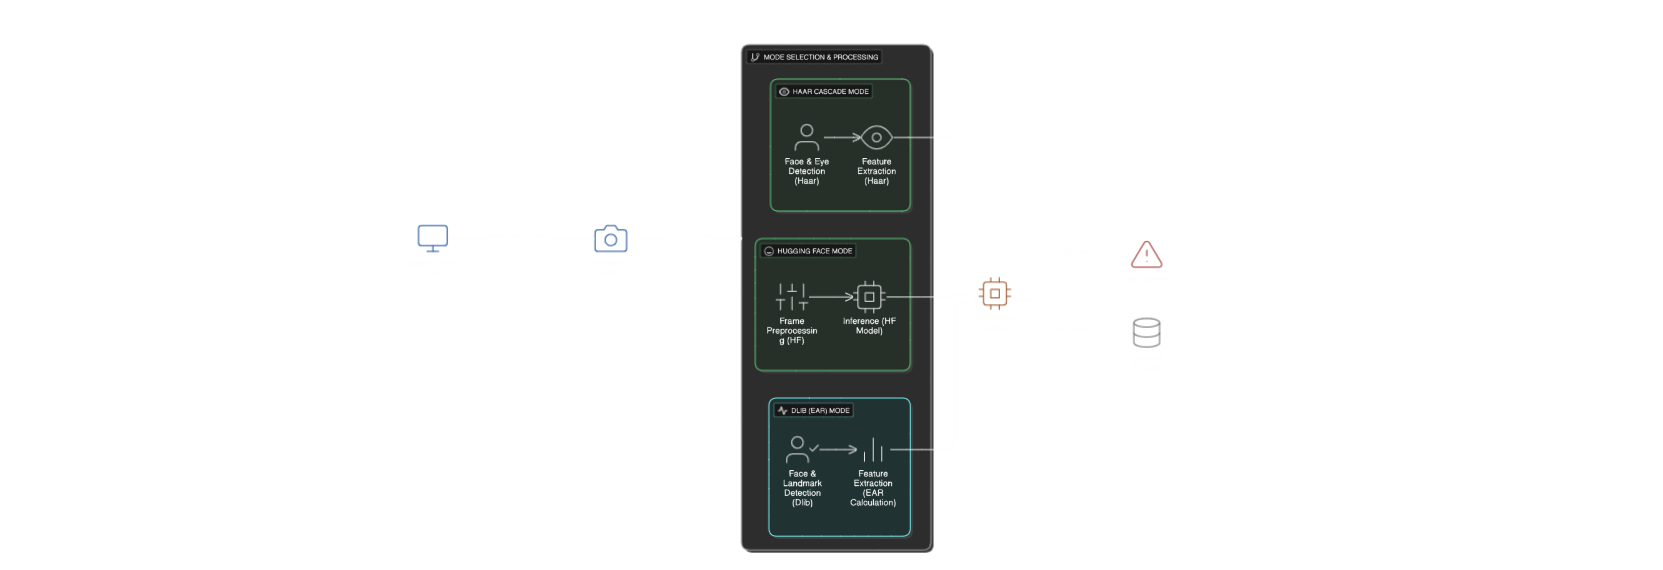 MODE SELECTION & PROCESSING
HAAR CASCADE MODE
Face & Eye
Detection
(Haar)
Feature
Extraction
(Haar)
HUGGING FACE MODE
Frame
Preprocessin
g (HF)
Inference (HF
Model)
DLIB (EAR) MODE
Face &
Landmark
Detection
(Dlib)
Feature
Extraction
(EAR
Calculation)